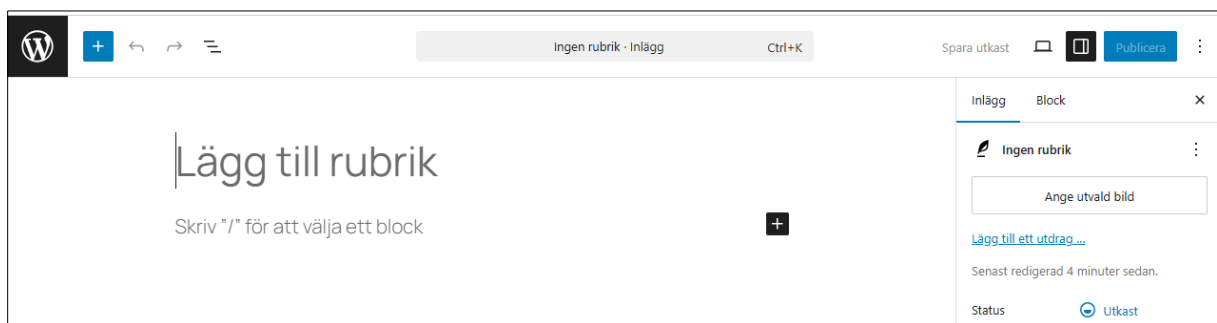 Ingen rubrik · Inlägg Ctrl+K Spara utkast Publicera
Inlägg Block
Lägg till rubrik
Ingen rubrik
Ange utvald bild
Skriv ”/” för att välja ett block
Lägg till ett utdrag ...
Senast redigerad 4 minuter sedan.
Status Utkast